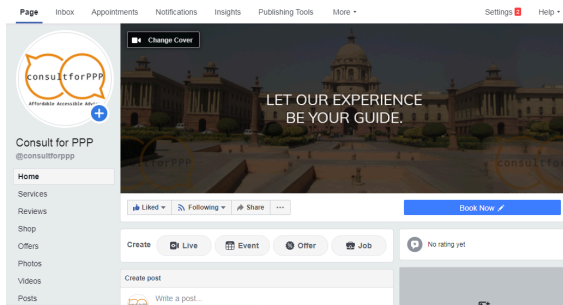 Page Inbox Appointments Notifications Insights Publishing Tools More Settings 2 Help
Change Cover
consultforPPP
Affordable Accessible
LET OUR EXPERIENCE
BE YOUR GUIDE.
Consult for PPP
@consultforppp
Home
Services
Reviews
Shop
Offers
Photos
Videos
Posts
Liked Following Share ...
Book Now
Create Live Event Offer Job
No rating yet
Create post
Write a post...